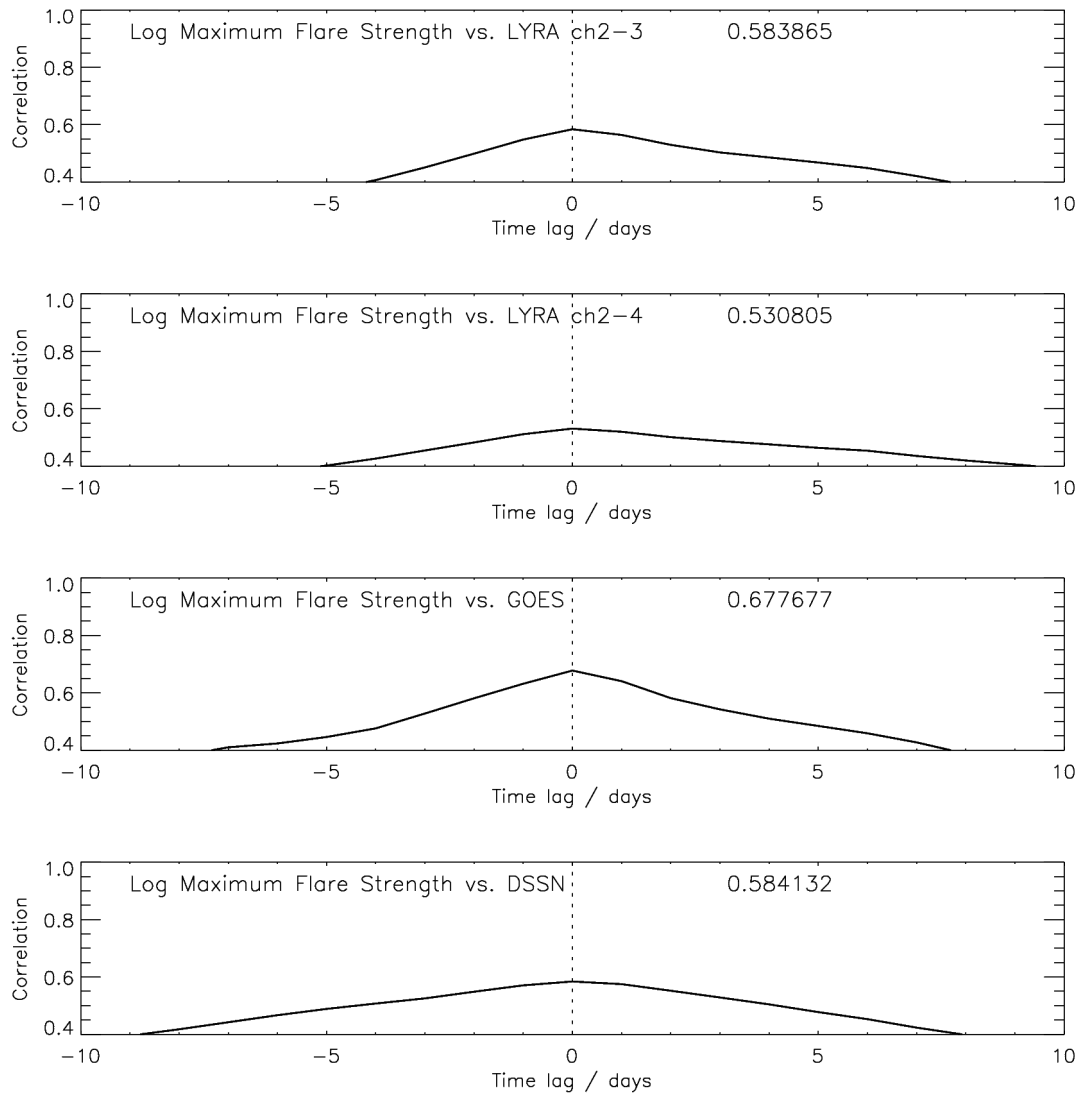 Log Maximum Flare Strength vs. LYRA ch2-3 0.583865
Correlation
1.0
0.8
0.6
0.4
-10 -5 0 5 10
Time lag / days
Log Maximum Flare Strength vs. LYRA ch2-4 0.530805
Correlation
1.0
0.8
0.6
0.4
-10 -5 0 5 10
Time lag / days
Log Maximum Flare Strength vs. GOES 0.677677
Correlation
1.0
0.8
0.6
0.4
-10 -5 0 5 10
Time lag / days
Log Maximum Flare Strength vs. DSSN 0.584132
Correlation
1.0
0.8
0.6
0.4
-10 -5 0 5 10
Time lag / days